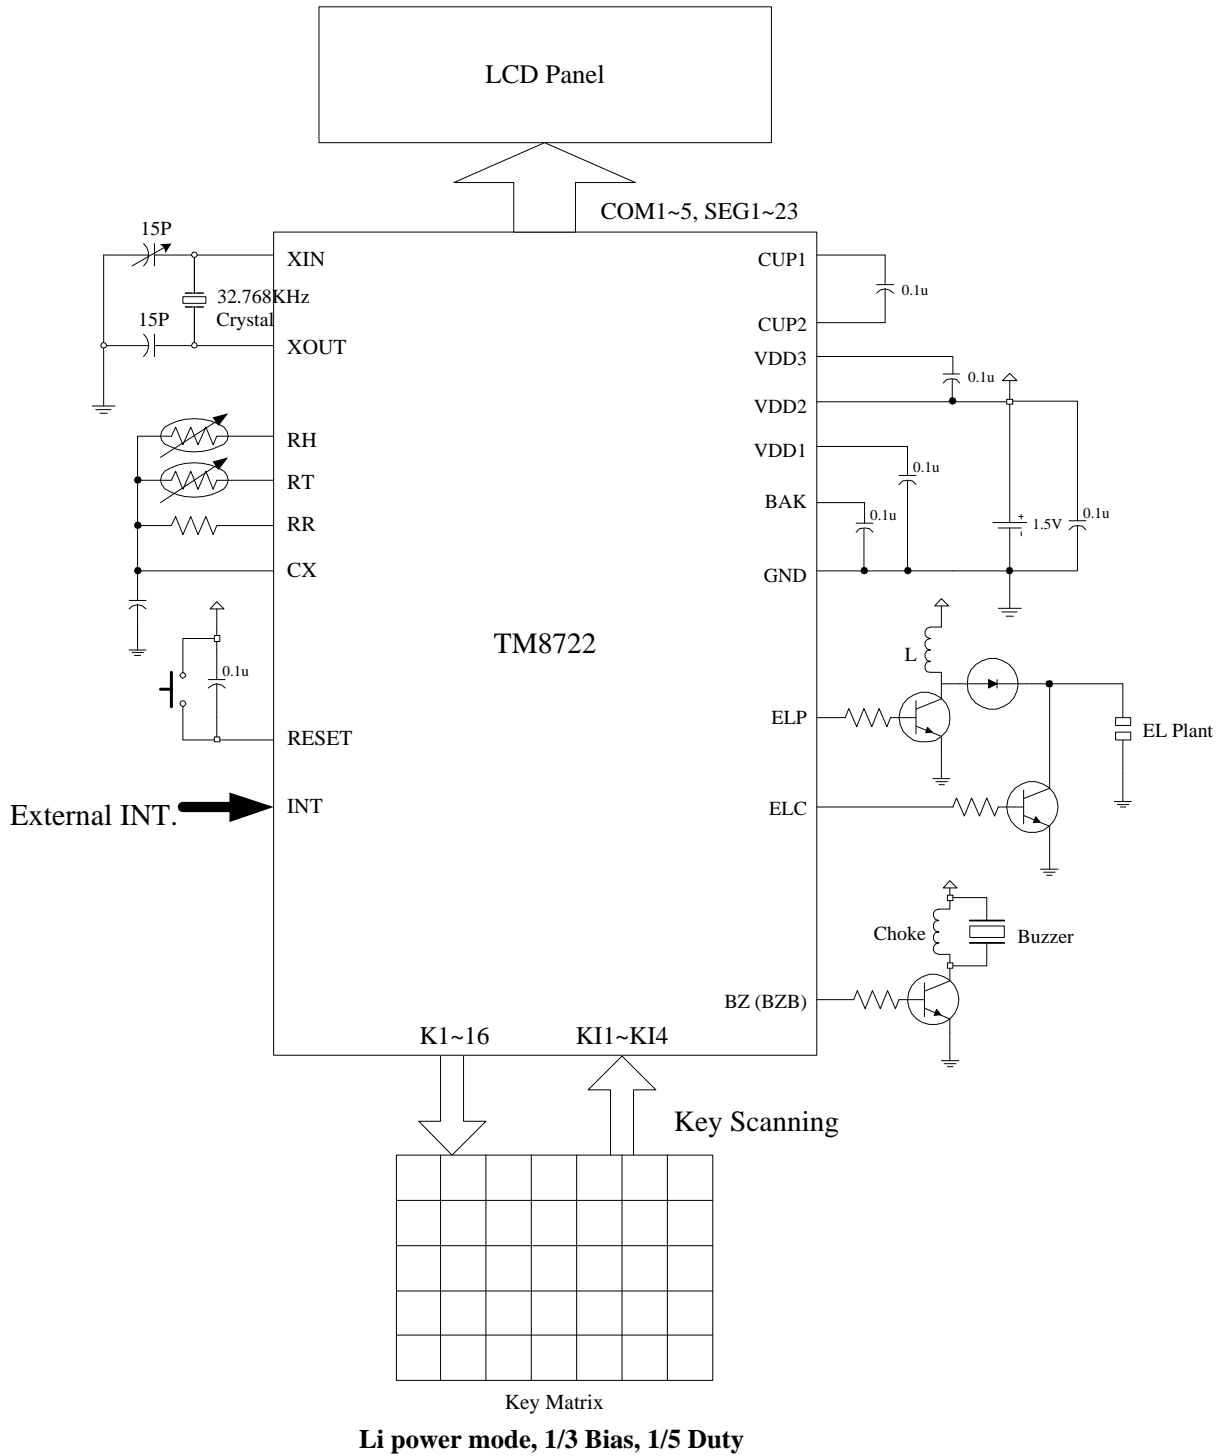 LCD Panel
COM1~5, SEG1~23
15P
XIN
32.768KHz
Crystal
15P
XOUT
RH
RT
RR
CX
0.1u
RESET
External INT.
INT
TM8722
CUP1
0.1u
CUP2
VDD3
0.1u
VDD2
VDD1
0.1u
BAK
0.1u
1.5V
+
-
0.1u
GND
L
ELP
EL Plant
ELC
Choke
Buzzer
BZ (BZB)
K1~16
KI1~KI4
Key Scanning
Key Matrix
Li power mode, 1/3 Bias, 1/5 Duty